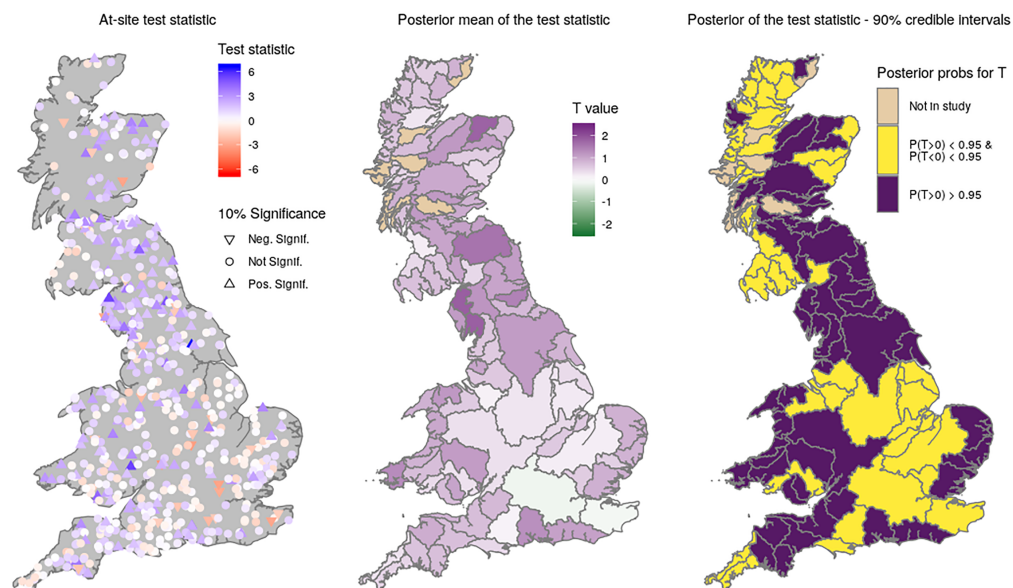 At-site test statistic
Test statistic
6
3
0
-3
-6
10% Significance
Neg. Signif.
Not Signif.
Pos. Signif.
Posterior mean of the test statistic
T value
2
1
0
-1
-2
Posterior of the test statistic - 90% credible intervals
Posterior probs for T
Not in study
P(T>0) < 0.95 &
P(T<0) < 0.95
P(T>0) > 0.95